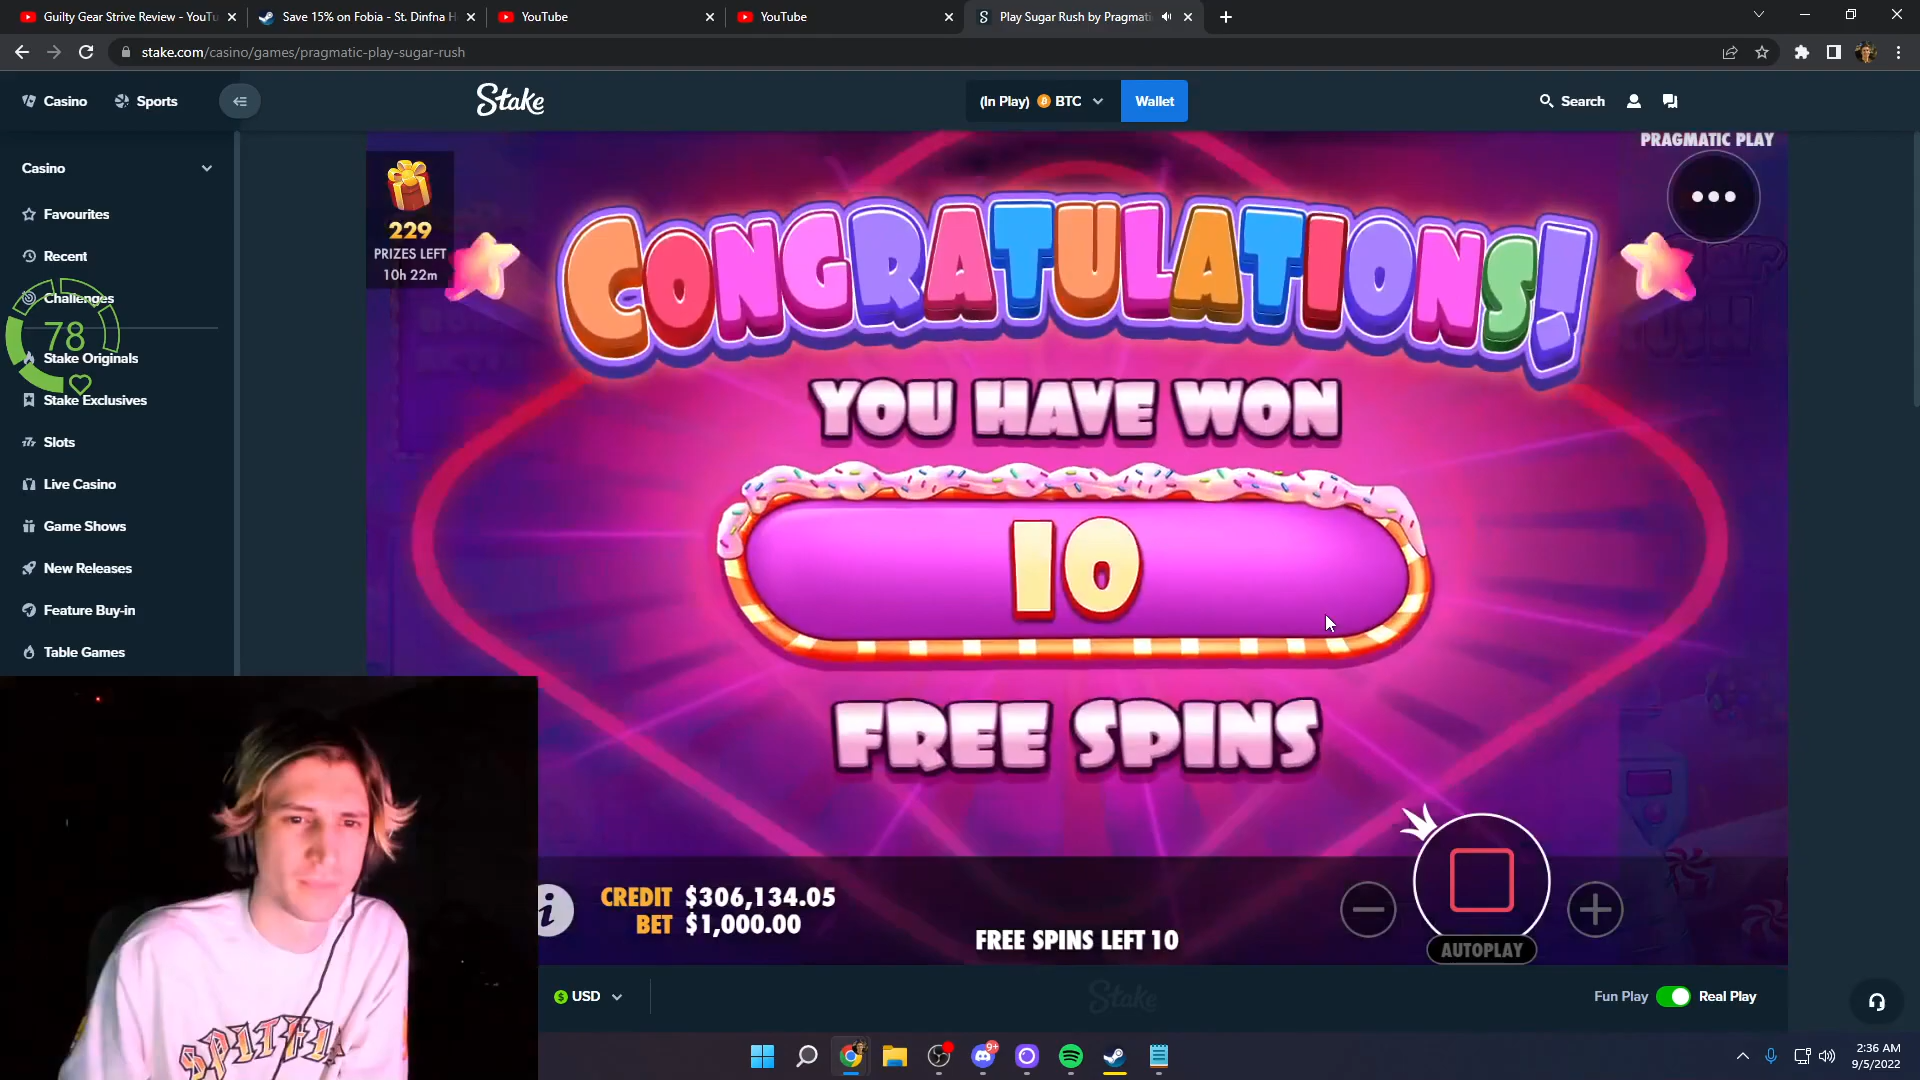 Guilty Gear Strive Review - YouTu
Save 15% on Fobia - St. Dinfna H
YouTube
YouTube
Play Sugar Rush by Pragmati
stake.com/casino/games/pragmatic-play-sugar-rush
Casino
Sports
Stake
(In Play) BTC
Wallet
Search
Casino
Favourites
Recent
Challenges
78
Stake Originals
Stake Exclusives
Slots
Live Casino
Game Shows
New Releases
Feature Buy-in
Table Games
229
PRIZES LEFT
10h 22m
PRAGMATIC PLAY
CONGRATULATIONS!
YOU HAVE WON
10
FREE SPINS
CREDIT $306,134.05
BET $1,000.00
FREE SPINS LEFT 10
AUTOPLAY
USD
Stake
Fun Play
Real Play
9+
2:36 AM
9/5/2022